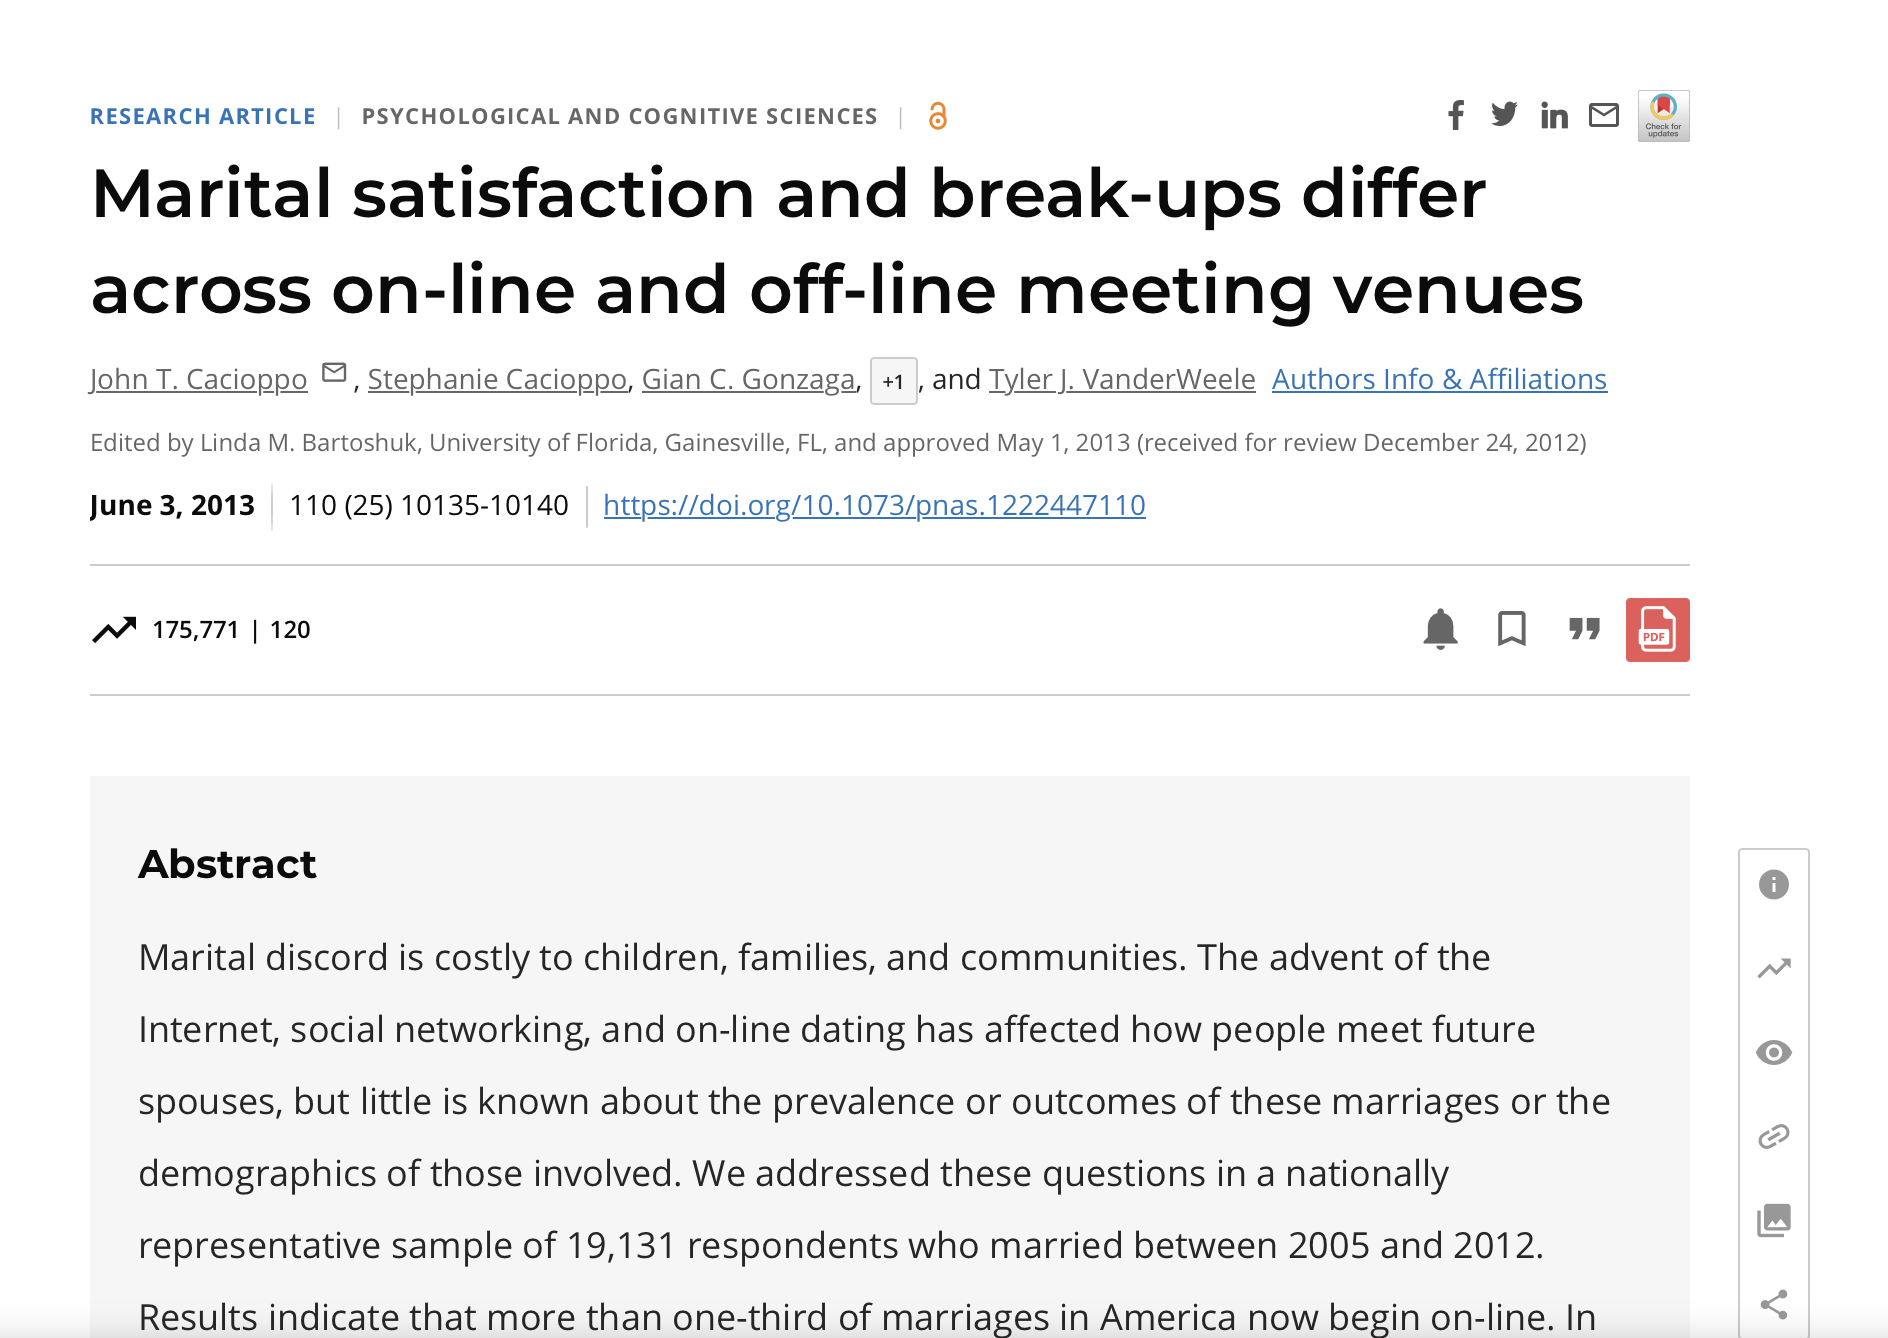 RESEARCH ARTICLE | PSYCHOLOGICAL AND COGNITIVE SCIENCES |
Check for
updates
Marital satisfaction and break-ups differ
across on-line and off-line meeting venues
John T. Cacioppo , Stephanie Cacioppo, Gian C. Gonzaga, +1 , and Tyler J. VanderWeele Authors Info & Affiliations
Edited by Linda M. Bartoshuk, University of Florida, Gainesville, FL, and approved May 1, 2013 (received for review December 24, 2012)
June 3, 2013 | 110 (25) 10135-10140 | https://doi.org/10.1073/pnas.1222447110
175,771 | 120
PDF
Abstract
Marital discord is costly to children, families, and communities. The advent of the
Internet, social networking, and on-line dating has affected how people meet future
spouses, but little is known about the prevalence or outcomes of these marriages or the
demographics of those involved. We addressed these questions in a nationally
representative sample of 19,131 respondents who married between 2005 and 2012.
Results indicate that more than one-third of marriages in America now begin on-line. In